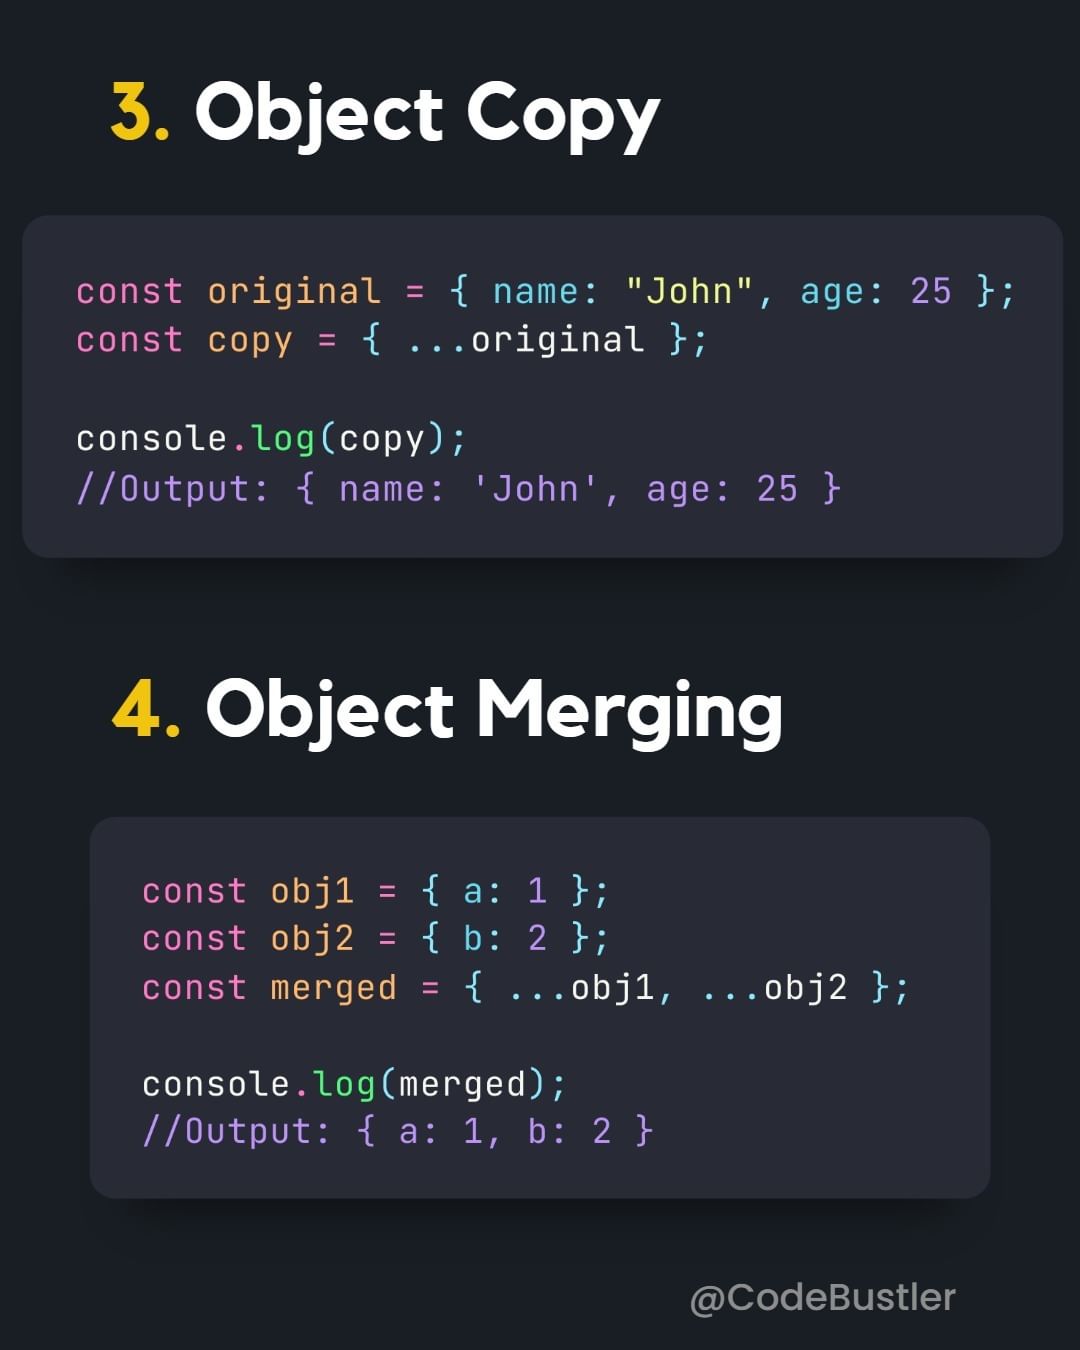 3. Object Copy
const original = { name: "John", age: 25 };
const copy = { ...original };
console.log(copy);
//Output: { name: 'John', age: 25 }
4. Object Merging
const obj1 = { a: 1 };
const obj2 = { b: 2 };
const merged = { ...obj1, ...obj2 };
console.log(merged);
//Output: { a: 1, b: 2 }
@CodeBustler